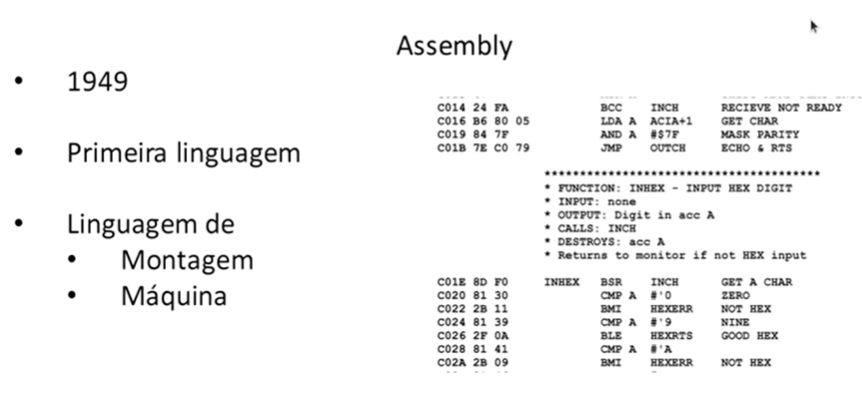 Assembly
• 1949
• Primeira linguagem
• Linguagem de
• Montagem
• Máquina
C014 24 FA BCC INCH RECIEVE NOT READY
C016 B6 80 05 LDA A ACIA+1 GET CHAR
C019 84 7F AND A #$7F MASK PARITY
C01B 7E C0 79 JMP OUTCH ECHO & RTS
***************************************
* FUNCTION: INHEX - INPUT HEX DIGIT
* INPUT: none
* OUTPUT: Digit in acc A
* CALLS: INCH
* DESTROYS: acc A
* Returns to monitor if not HEX input
C01E 8D F0 INHEX BSR INCH GET A CHAR
C020 81 30 CMP A #'0 ZERO
C022 2B 11 BMI HEXERR NOT HEX
C024 81 39 CMP A #'9 NINE
C026 2F 0A BLE HEXRTS GOOD HEX
C028 81 41 CMP A #'A
C02A 2B 09 BMI HEXERR NOT HEX